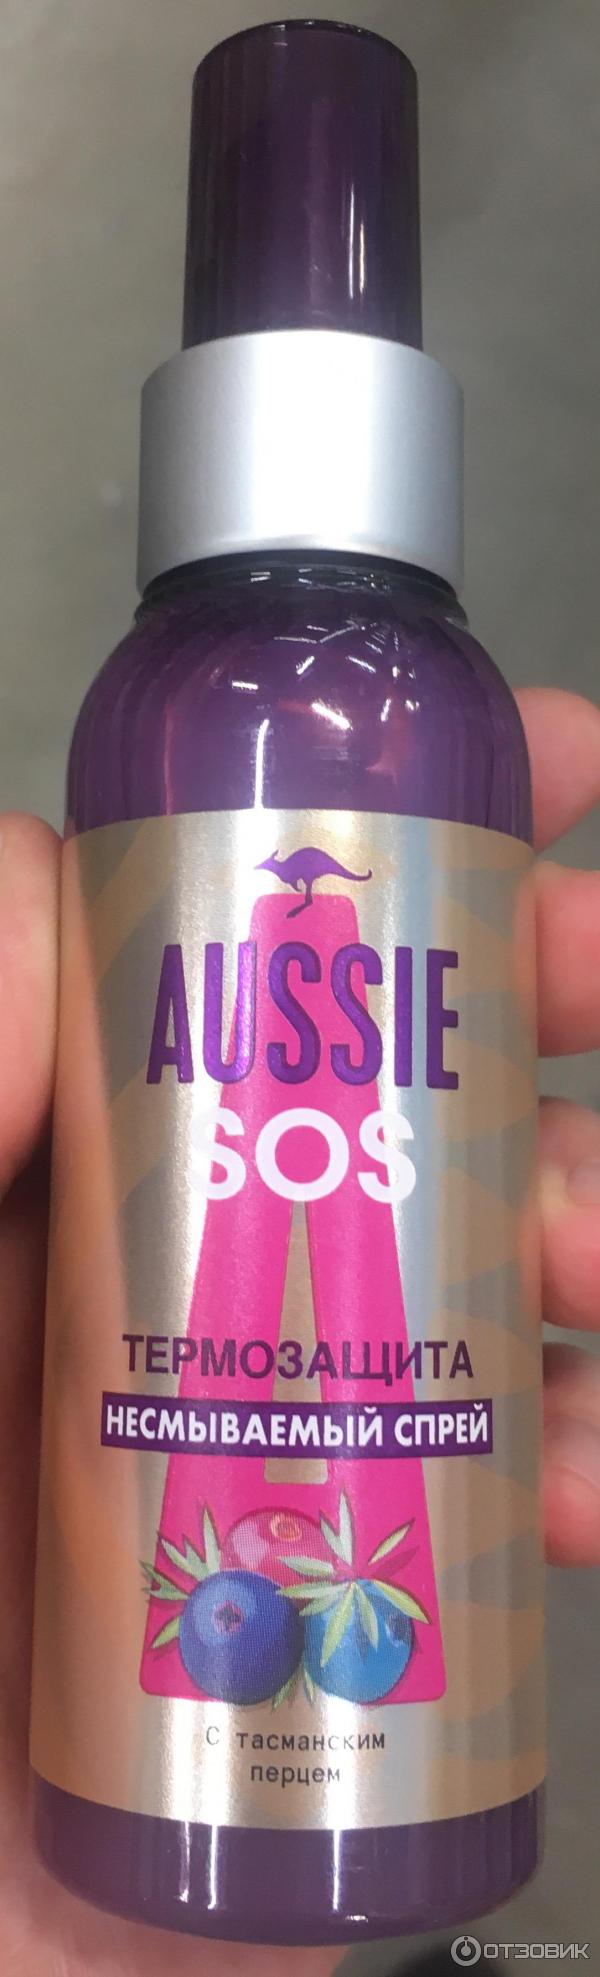 AUSSIE
SOS
ТЕРМОЗАЩИТА
НЕСМЫВАЕМЫЙ СПРЕЙ
С тасманским
перцем
ОТЗОВИК